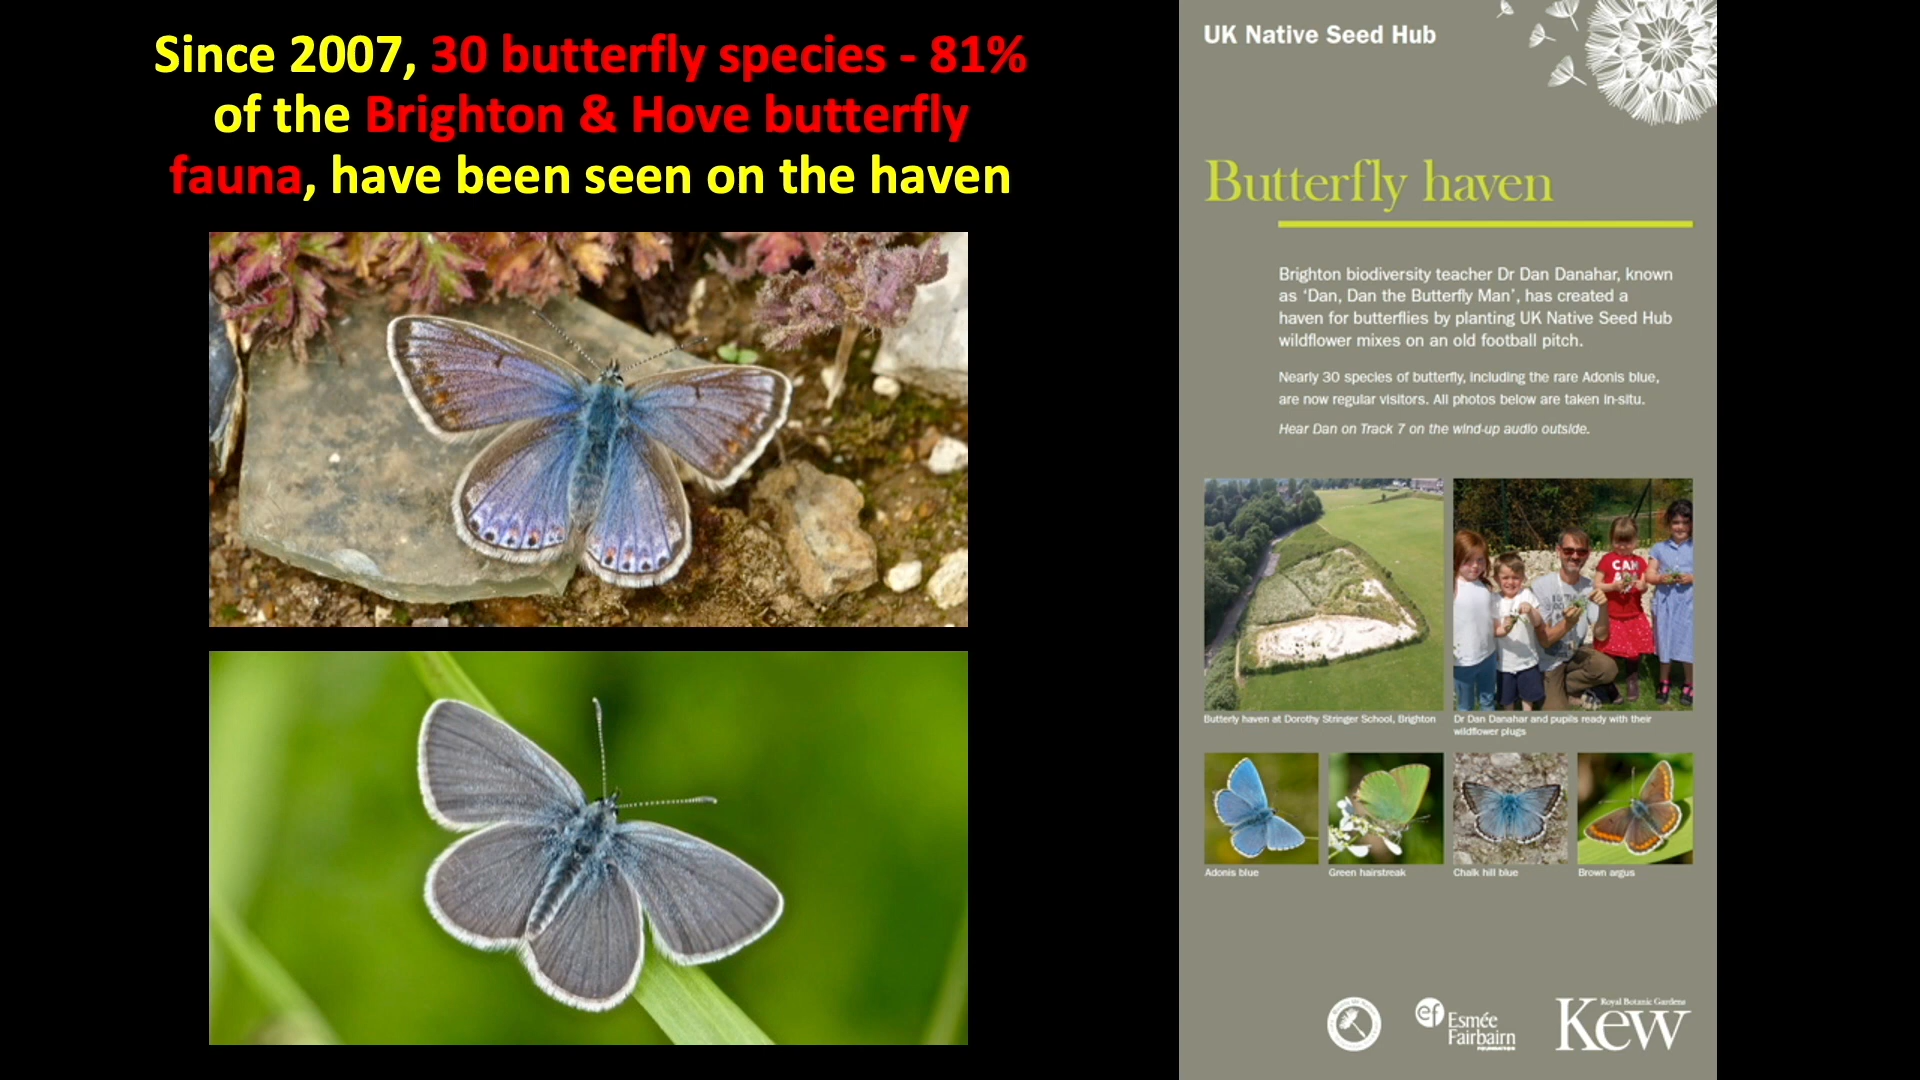 Since 2007, 30 butterfly species - 81%
of the Brighton & Hove butterfly
fauna, have been seen on the haven
UK Native Seed Hub
Butterfly haven
Brighton biodiversity teacher Dr Dan Danahar, known
as ‘Dan, Dan the Butterfly Man’, has created a
haven for butterflies by planting UK Native Seed Hub
wildflower mixes on an old football pitch.
Nearly 30 species of butterfly, including the rare Adonis blue,
are now regular visitors. All photos below are taken in-situ.
Hear Dan on Track 7 on the wind-up audio outside.
Butterly haven at Dorothy Stringer School, Brighton
Dr Dan Danahar and pupils ready with their
wildflower plugs
Adonis blue
Green hairstreak
Chalk hill blue
Brown argus
ef
Esmée
Fairbairn
FOUNDATION
Royal Botanic Gardens
Kew